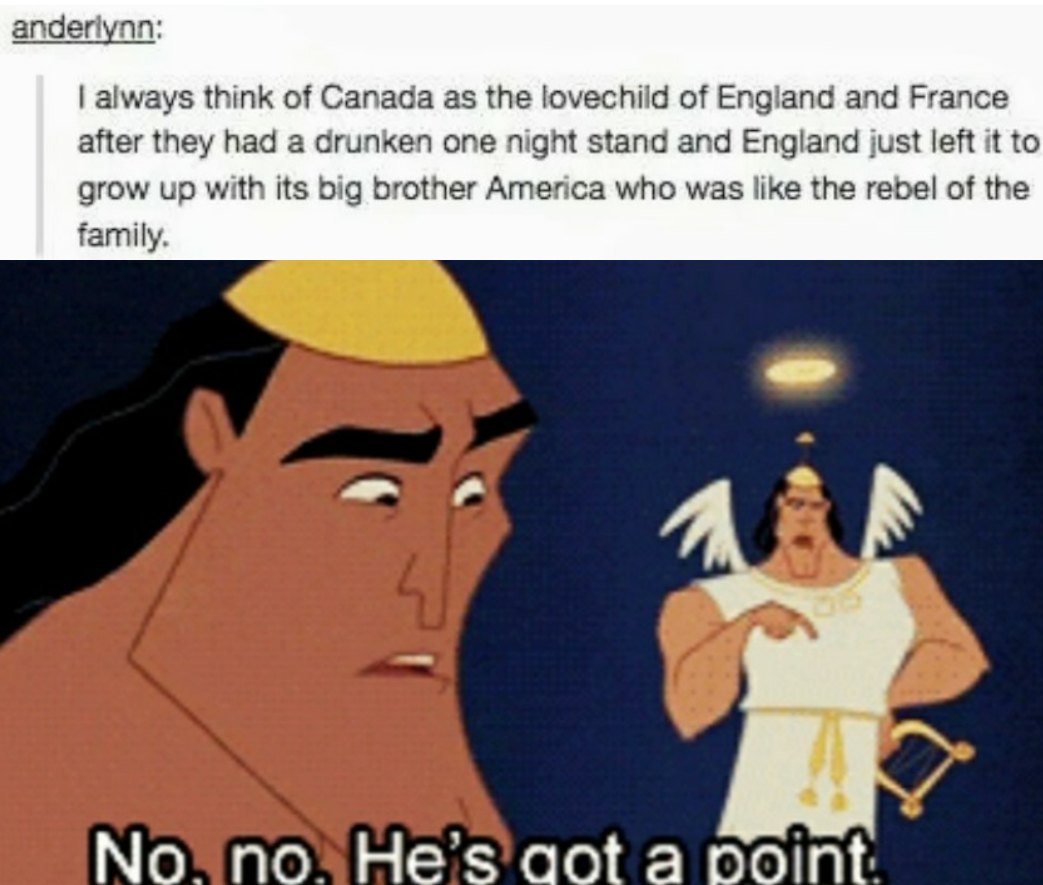 anderlynn:
I always think of Canada as the lovechild of England and France
after they had a drunken one night stand and England just left it to
grow up with its big brother America who was like the rebel of the
family.
No, no. He's got a point.